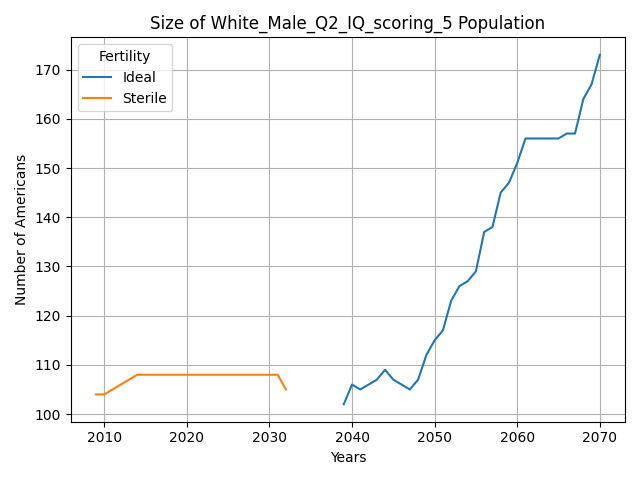 Size of White_Male_Q2_IQ_scoring_5 Population
Fertility
Ideal
Sterile
Number of Americans
170
160
150
140
130
120
110
100
2010 2020 2030 2040 2050 2060 2070
Years